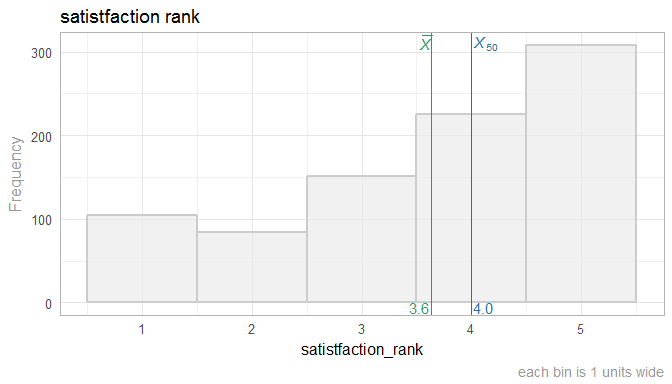 satistfaction rank
X X 50
300
200
100
0
Frequency
3.6 4.0
1 2 3 4 5
satistfaction_rank
each bin is 1 units wide